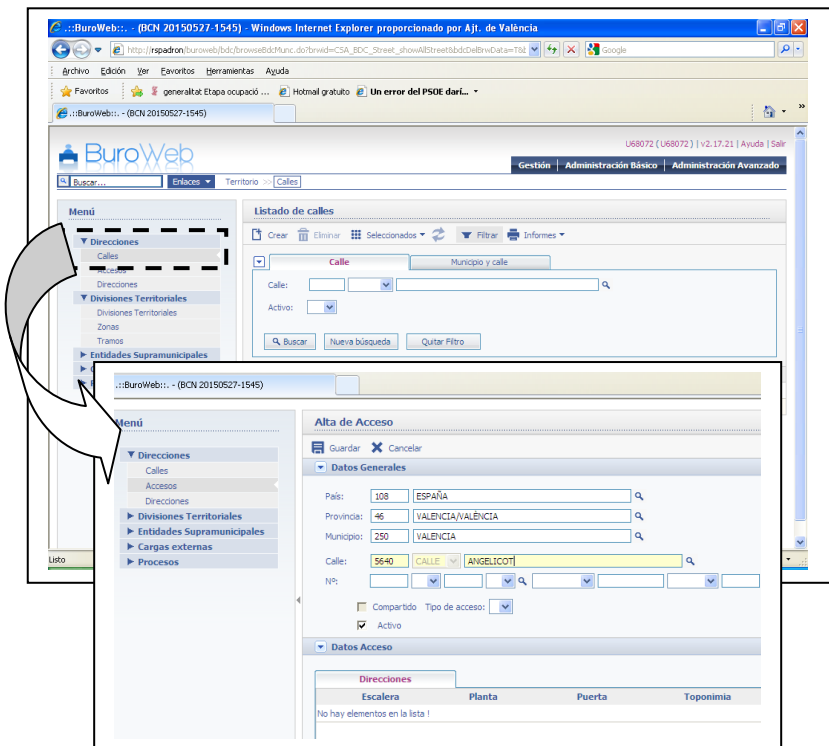 .::BuroWeb::. - (BCN 20150527-1545) - Windows Internet Explorer proporcionado por Ajt. de València
http://rspadron/buroweb/bdc/browseBdcMunc.do?brwid=CSA_BDC_Street_showAllStreet&bdcDelBrwData=T&
Google
Archivo Edición Ver Favoritos Herramientas Ayuda
Favoritos generalitat Etapa ocupació ... Hotmail gratuito Un error del PSOE darí...
.::BuroWeb::. - (BCN 20150527-1545)
U68072 ( U68072 ) | v2.17.21 | Ayuda | Salir
BuroWeb
Gestión Administración Básico Administración Avanzado
Buscar... Enlaces Territorio >> Calles
Menú
Direcciones
Calles
Accesos
Direcciones
Divisiones Territoriales
Divisiones Territoriales
Zonas
Tramos
Entidades Supramunicipales
Listado de calles
Crear Eliminar Seleccionados Filtrar Informes
Calle Municipio y calle
Calle:
Activo:
Buscar Nueva búsqueda Quitar Filtro
Listo
.::BuroWeb::. - (BCN 20150527-1545)
Menú
Direcciones
Calles
Accesos
Direcciones
Divisiones Territoriales
Entidades Supramunicipales
Cargas externas
Procesos
Alta de Acceso
Guardar Cancelar
Datos Generales
País: 108 ESPAÑA
Provincia: 46 VALENCIA/VALÈNCIA
Municipio: 250 VALENCIA
Calle: 5640 CALLE ANGELICOT
Nº:
Compartido Tipo de acceso:
Activo
Datos Acceso
Direcciones
Escalera Planta Puerta Toponimia
No hay elementos en la lista !